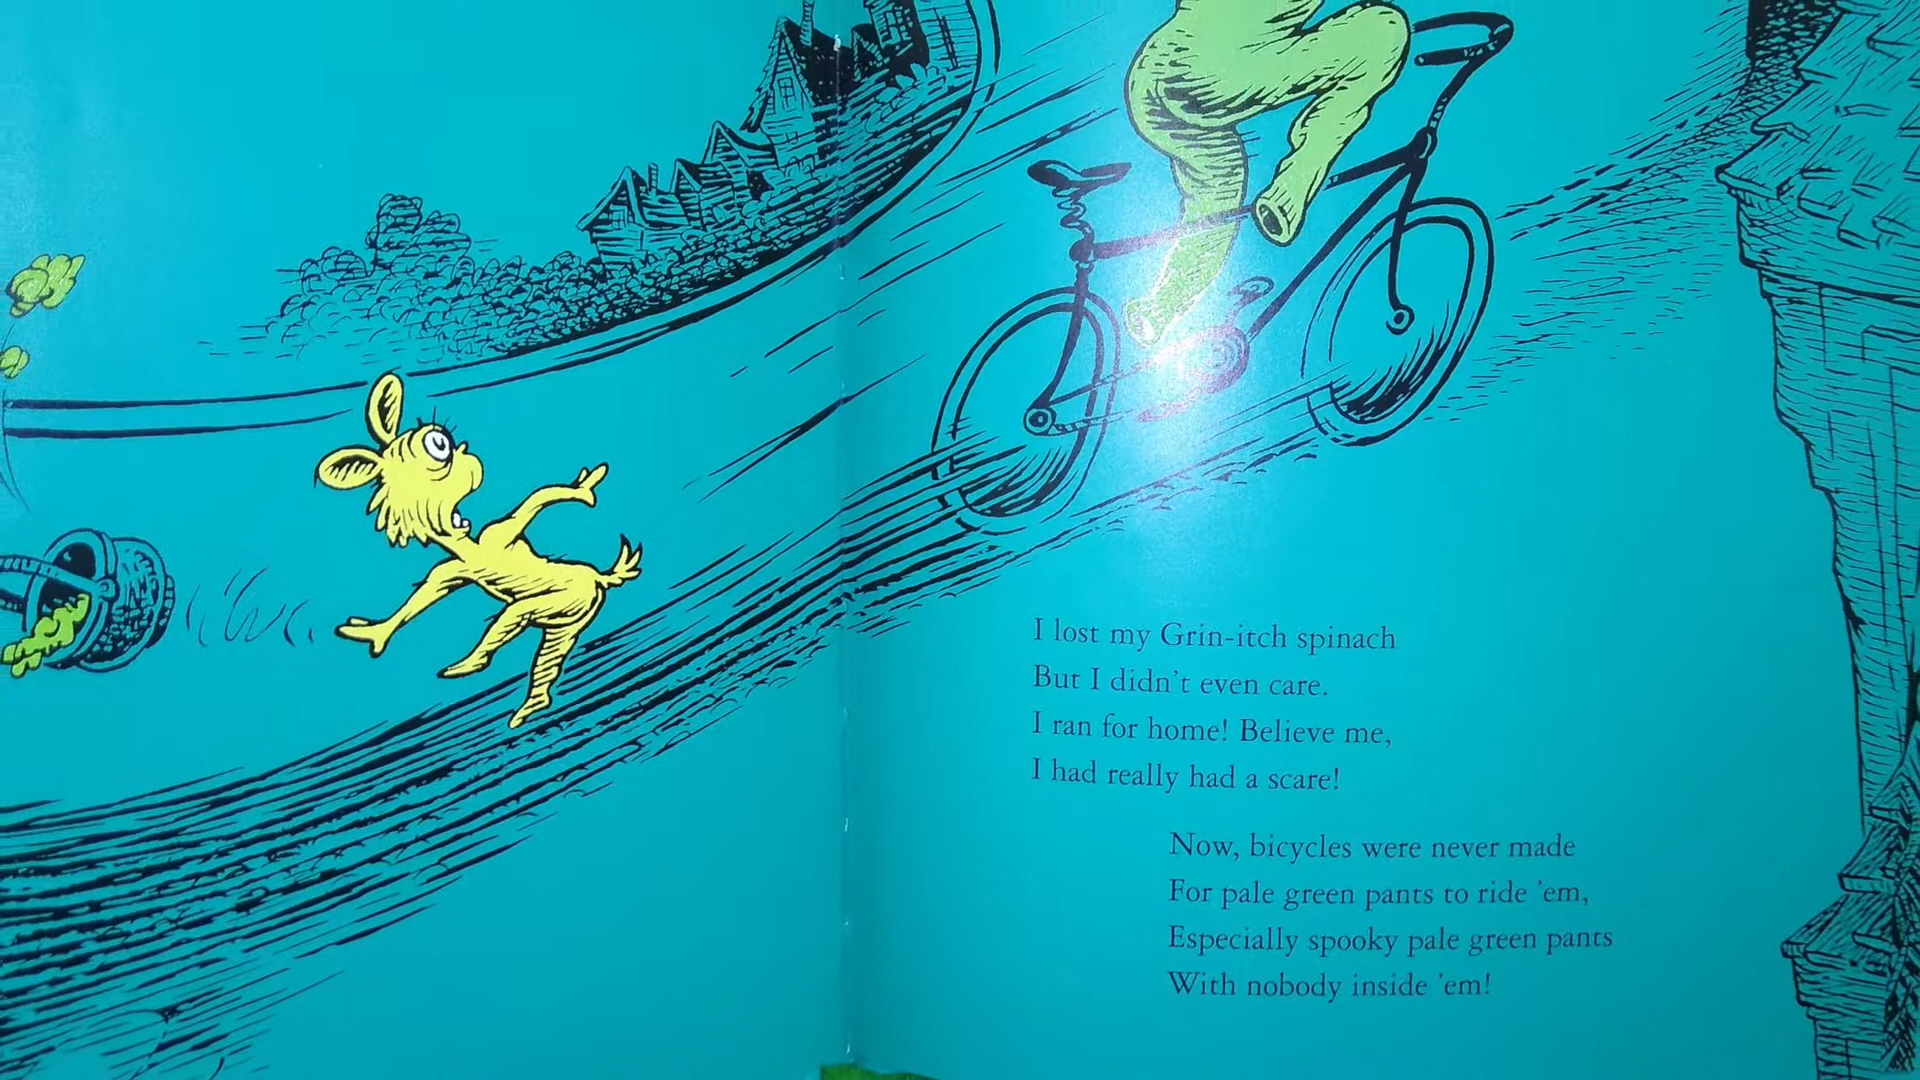 I lost my Grin-itch spinach
But I didn't even care.
I ran for home! Believe me,
I had really had a scare!
Now, bicycles were never made
For pale green pants to ride 'em,
Especially spooky pale green pants
With nobody inside 'em!